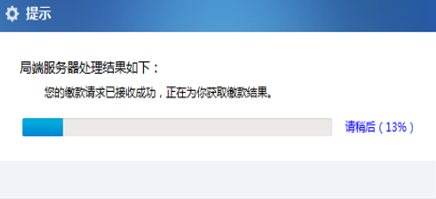 提示
局端服务器处理结果如下：
您的缴款请求已接收成功，正在为你获取缴款结果。
请稍后（13%）